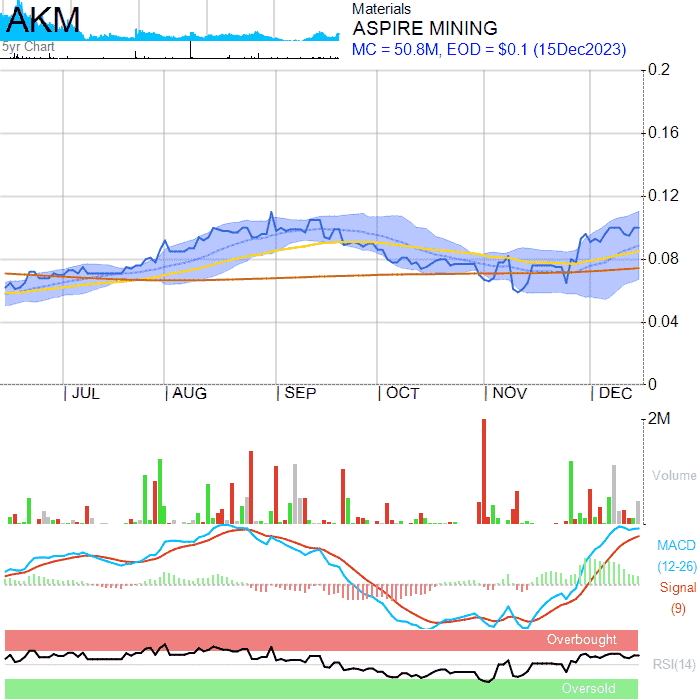 AKM
5yr Chart
Materials
ASPIRE MINING
MC = 50.8M, EOD = $0.1 (15Dec2023)
0.2
0.16
0.12
0.08
0.04
0
JUL AUG SEP OCT NOV DEC
2M
Volume
MACD
(12-26)
Signal
(9)
Overbought
RSI(14)
Oversold